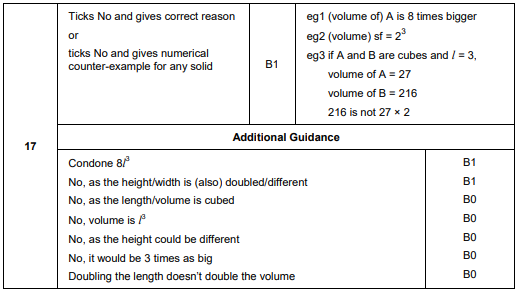 Ticks No and gives correct reason
or
ticks No and gives numerical
counter-example for any solid
B1
eg1 (volume of) A is 8 times bigger
eg2 (volume) sf = 2³
eg3 if A and B are cubes and l = 3,
volume of A = 27
volume of B = 216
216 is not 27 × 2
17
Additional Guidance
Condone 8l³ B1
No, as the height/width is (also) doubled/different B1
No, as the length/volume is cubed B0
No, volume is l³ B0
No, as the height could be different B0
No, it would be 3 times as big B0
Doubling the length doesn't double the volume B0